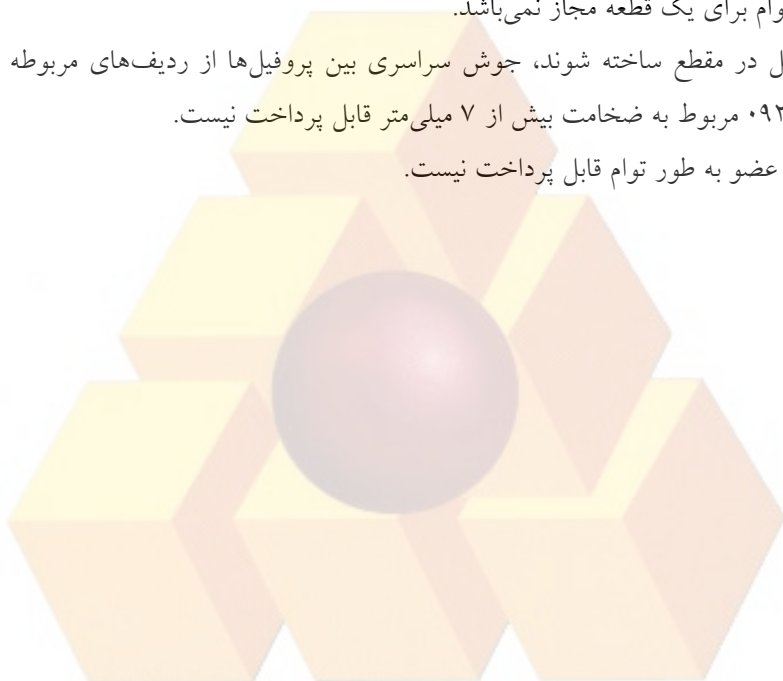 وام برای یک قطعه مجاز نمی‌باشد.
ل در مقطع ساخته شوند، جوش سراسری بین پروفیل‌ها از ردیف‌های مربوطه
۰۹۲ مربوط به ضخامت بیش از ۷ میلی‌متر قابل پرداخت نیست.
عضو به طور توام قابل پرداخت نیست.